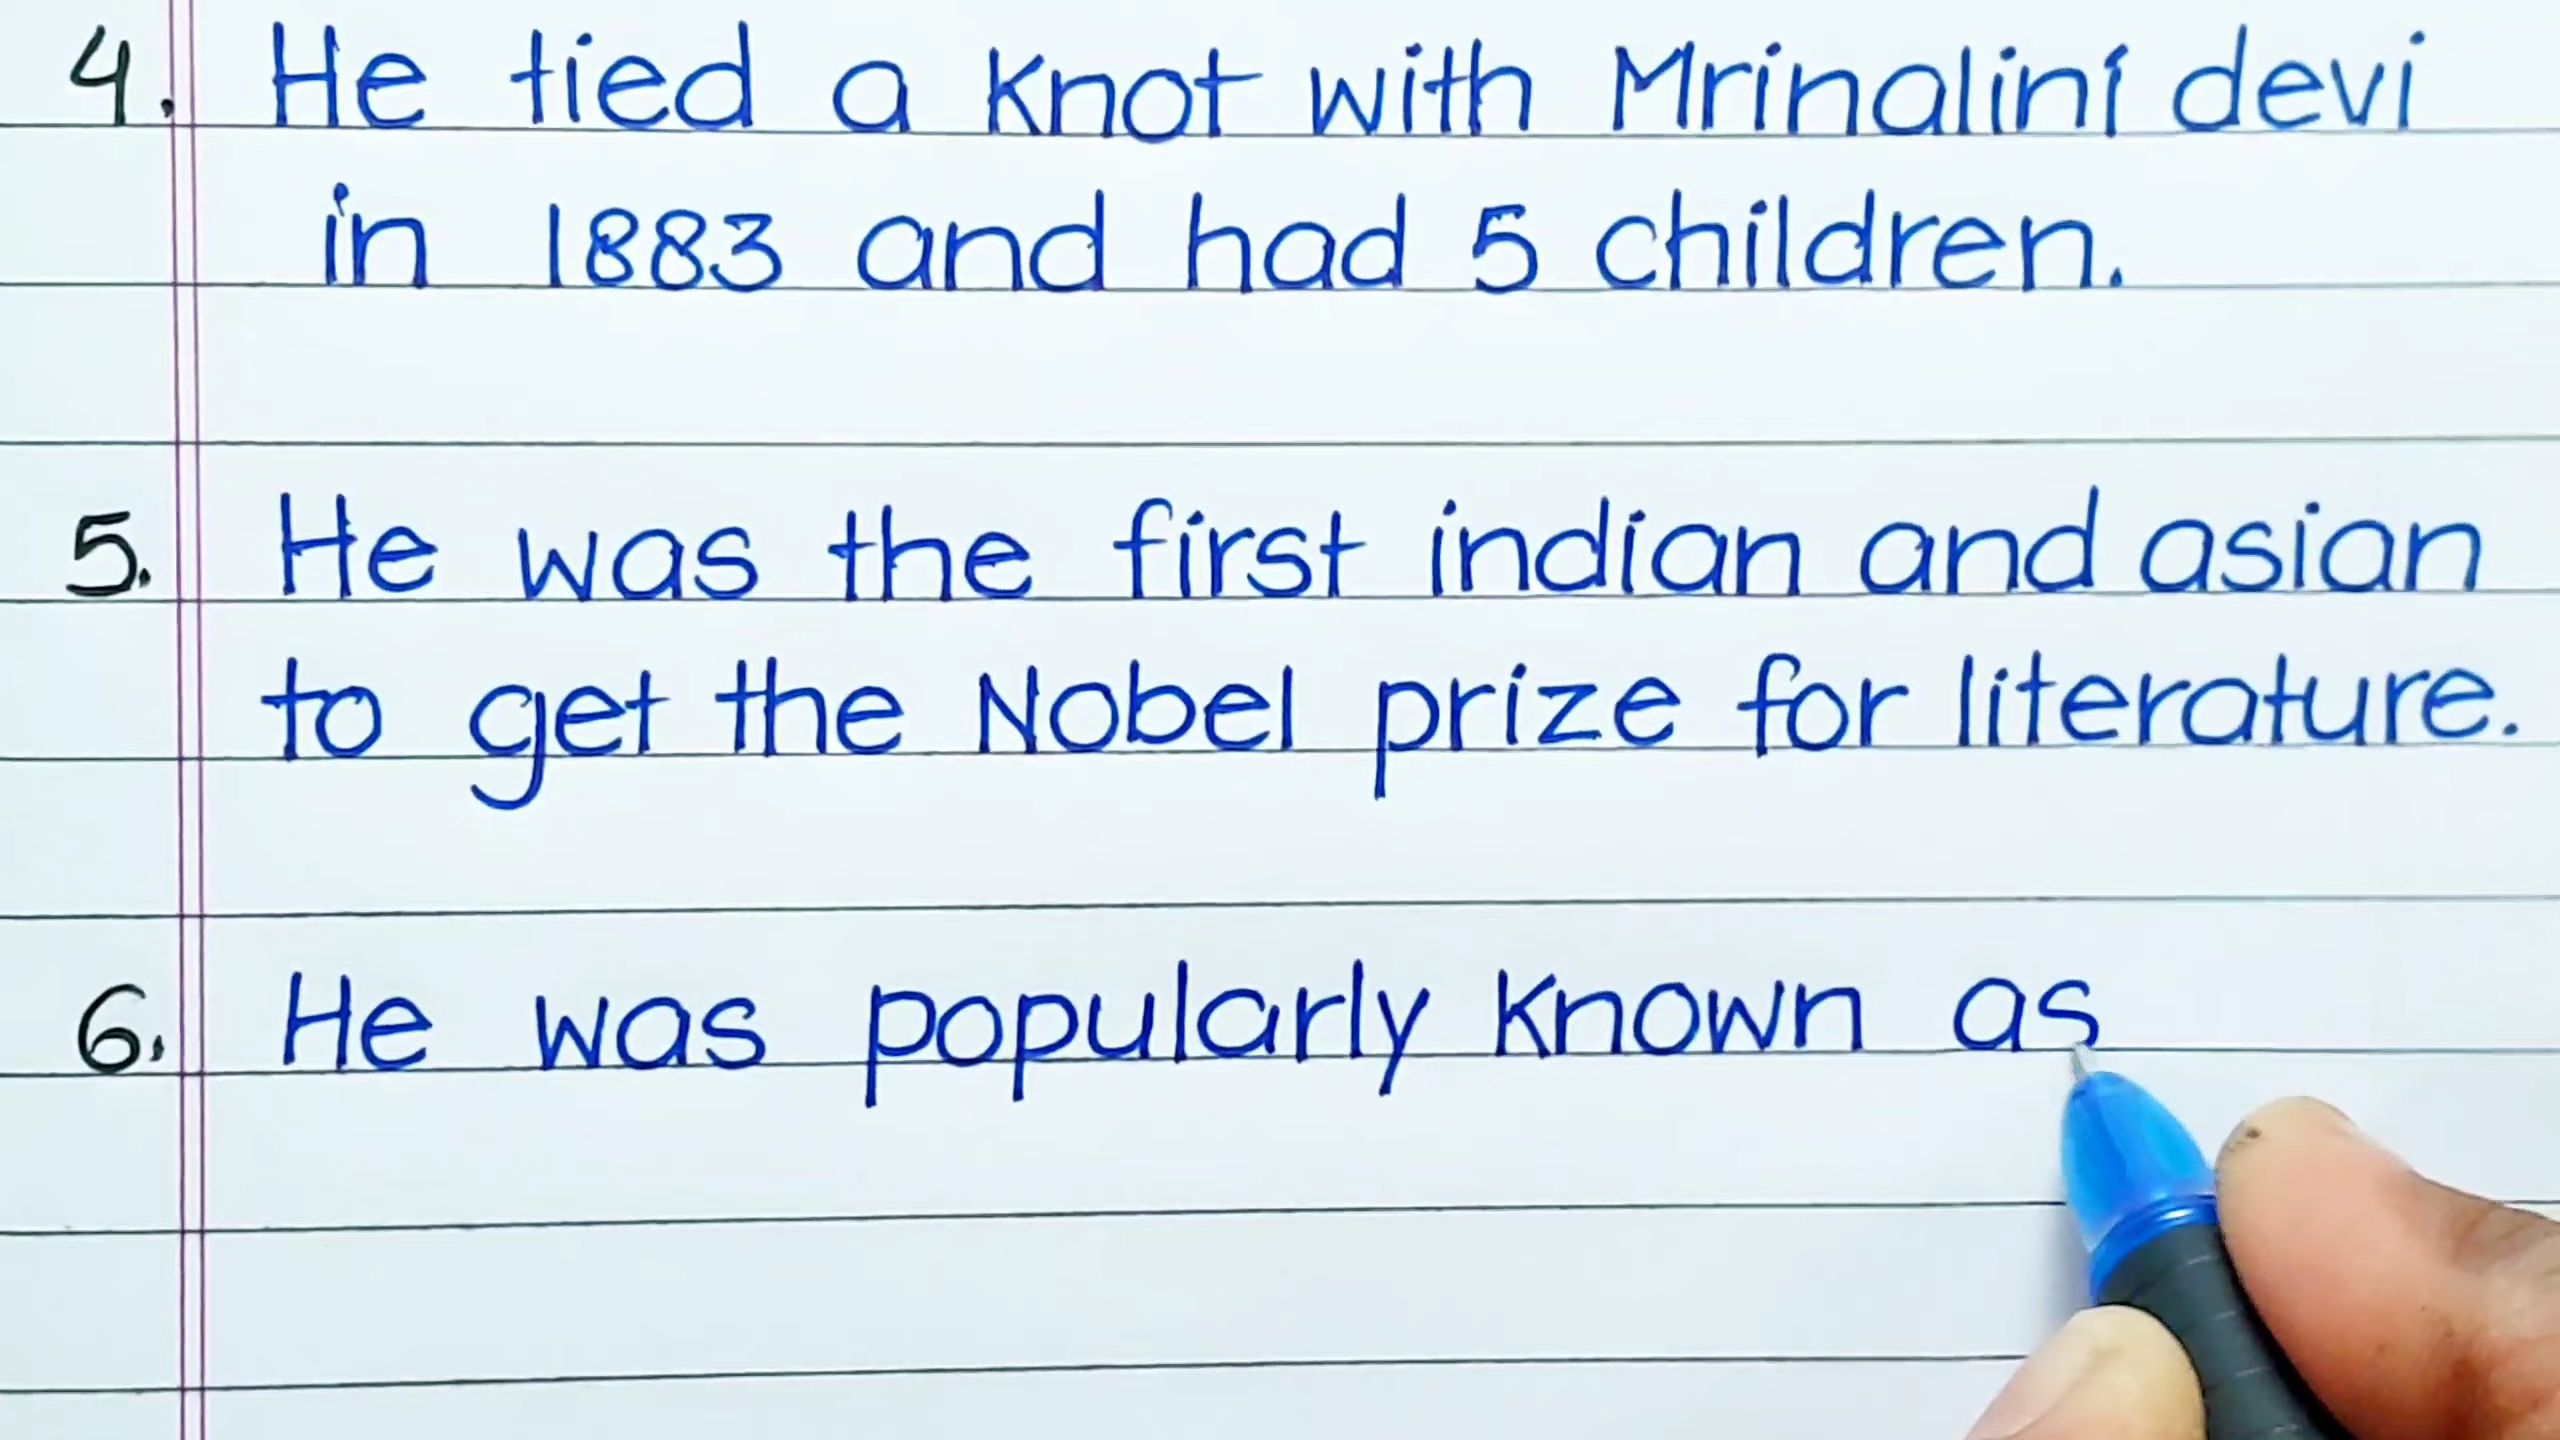 4. He tied a knot with Mrinalini devi
in 1883 and had 5 children.
5. He was the first indian and asian
to get the Nobel prize for literature.
6. He was popularly known as